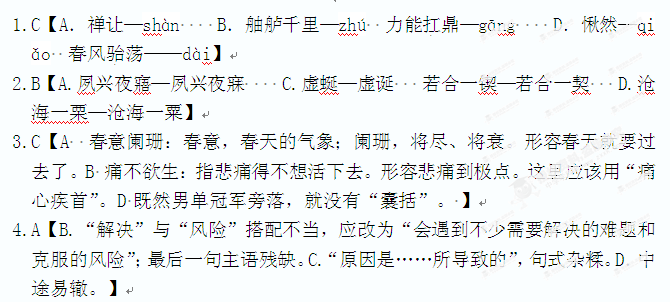 1.C【A．禅让—shàn····B．舳舻千里—zhú··力能扛鼎—gāng····D．愀然--qi
ǎo··春风骀荡——dài】
2.B【A.夙兴夜寤—夙兴夜寐····C.虚蜒—虚诞···若合一锲—若合一契···D.沧
海一栗—沧海一粟】
3.C【A··春意阑珊：春意，春天的气象；阑珊，将尽、将衰。形容春天就要过
去了。B·痛不欲生：指悲痛得不想活下去。形容悲痛到极点。这里应该用“痛
心疾首”。D·既然男单冠军旁落，就没有“囊括”。·】
4.A【B.“解决”与“风险”搭配不当，应改为“会遇到不少需要解决的难题和
克服的风险”；最后一句主语残缺。C.“原因是……所导致的”，句式杂糅。D.中
途易辙。】